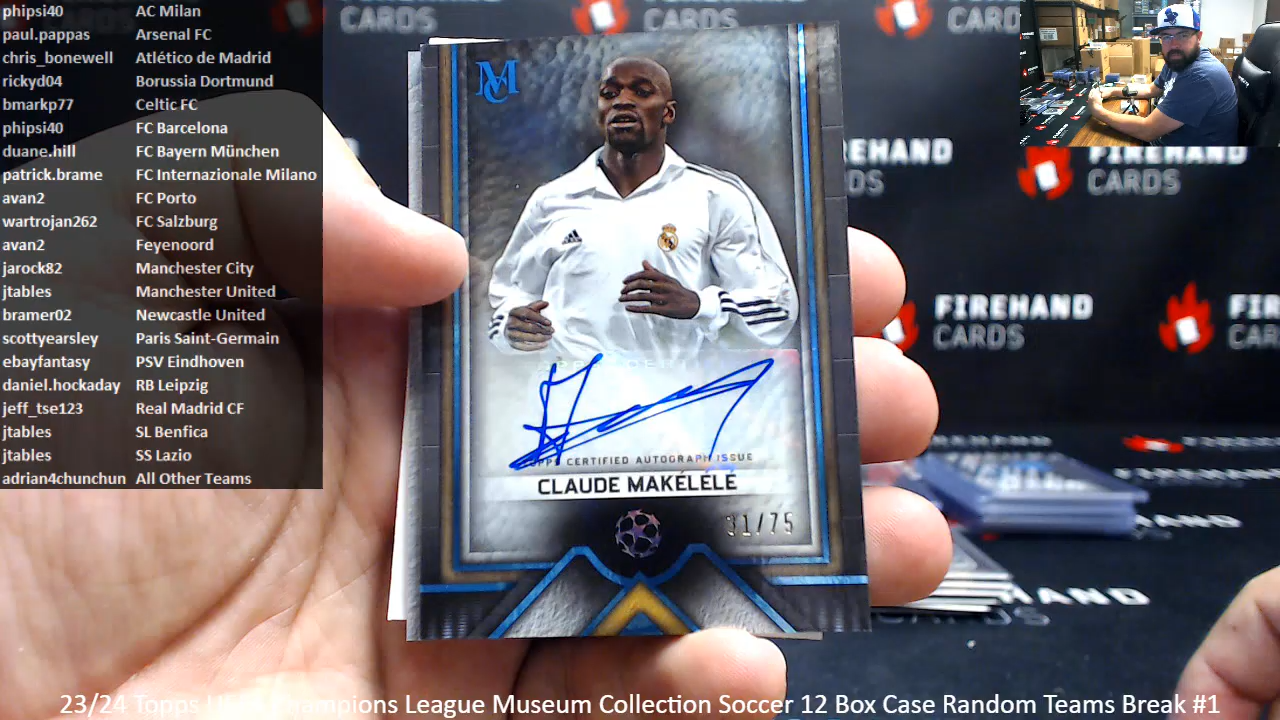 phipsi40 AC Milan
paul.pappas Arsenal FC
chris_bonewell Atlético de Madrid
rickyd04 Borussia Dortmund
bmarkp77 Celtic FC
phipsi40 FC Barcelona
duane.hill FC Bayern München
patrick.brame FC Internazionale Milano
avan2 FC Porto
wartrojan262 FC Salzburg
avan2 Feyenoord
jarock82 Manchester City
jtables Manchester United
bramer02 Newcastle United
scottyearsley Paris Saint-Germain
ebayfantasy PSV Eindhoven
daniel.hockaday RB Leipzig
jeff_tse123 Real Madrid CF
jtables SL Benfica
jtables SS Lazio
adrian4chunchun All Other Teams
MC
CERTIFIED AUTOGRAPH ISSUE
CLAUDE MAKÉLÉLÉ
31/75
CARDS
FIREHAND
CARDS
FIREHAND
CARDS
23/24 Topps Champions League Museum Collection Soccer 12 Box Case Random Teams Break #1